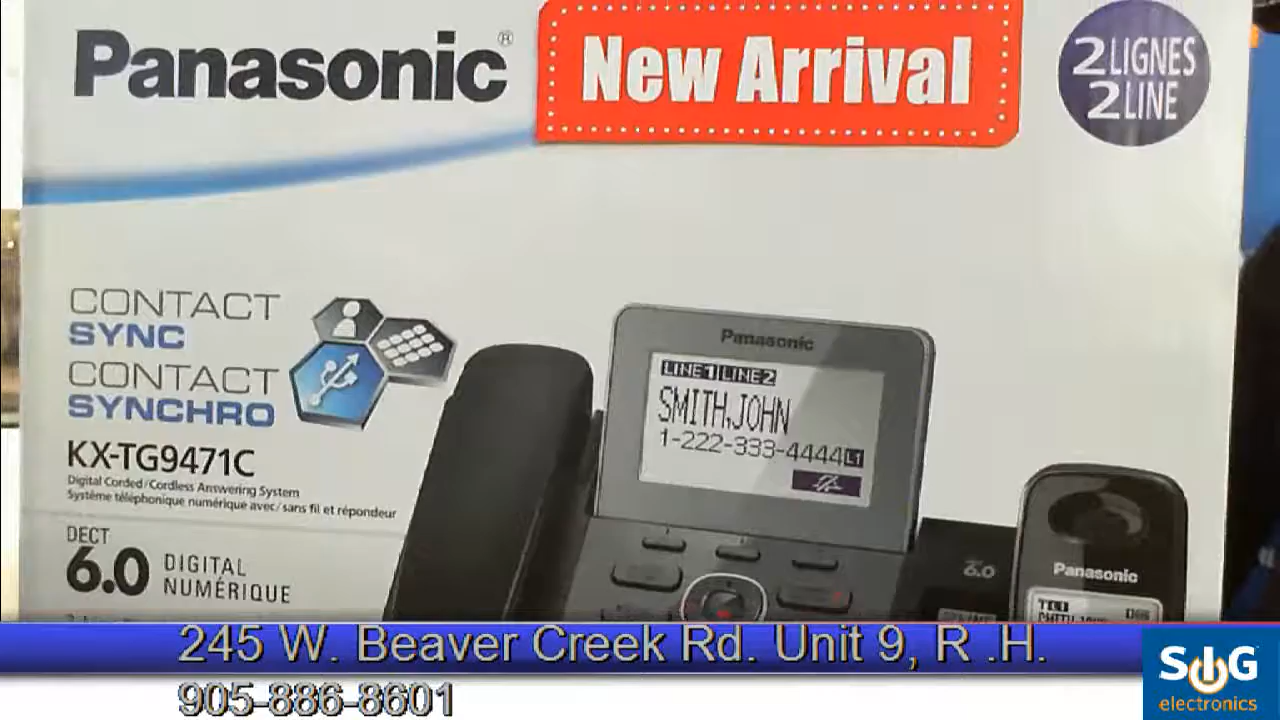 Panasonic®
New Arrival
2 LIGNES
2 LINE
CONTACT
SYNC
CONTACT
SYNCHRO
KX-TG9471C
Digital Corded/Cordless Answering System
Système téléphonique numérique avec/sans fil et répondeur
DECT
6.0 DIGITAL
NUMÉRIQUE
Panasonic
LINE1 LINE2
SMITH,JOHN
1-222-333-4444 L1
6.0
Panasonic
245 W. Beaver Creek Rd. Unit 9, R .H.
905-886-8601
SIG
electronics